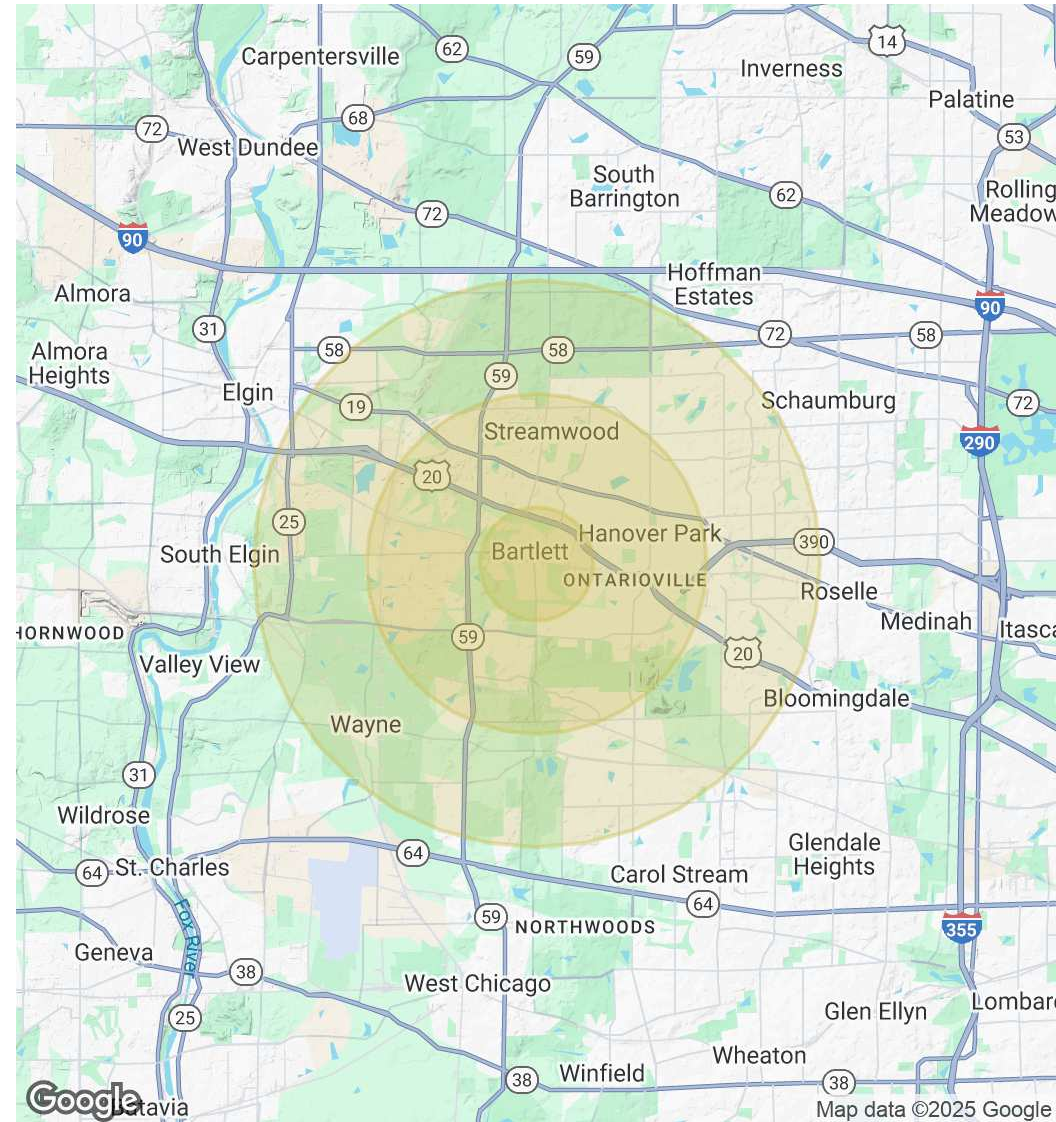 Carpentersville
62
59
14
Inverness
Palatine
53
72
68
West Dundee
South
Barrington
62
Rolling
Meadow
72
90
Hoffman
Estates
Almora
90
31
72
58
Almora
Heights
58
58
59
Elgin
19
Schaumburg
72
Streamwood
290
20
25
Hanover Park
390
South Elgin
Bartlett
ONTARIOVILLE
Roselle
Medinah
Itasca
HORNWOOD
59
Valley View
20
Bloomingdale
Wayne
31
Wildrose
64
Glendale
Heights
64
St. Charles
Carol Stream
64
59
NORTHWOODS
355
Fox River
Geneva
38
West Chicago
25
Glen Ellyn
Lombar
Wheaton
38
Winfield
38
Google
Batavia
Map data ©2025 Google